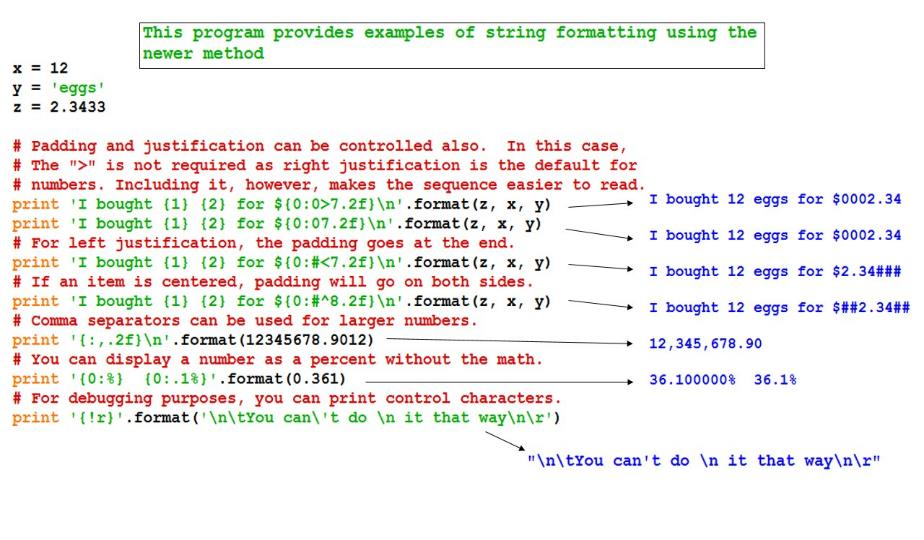 This program provides examples of string formatting using the
newer method
x = 12
y = 'eggs'
z = 2.3433
# Padding and justification can be controlled also.  In this case,
# The ">" is not required as right justification is the default for
# numbers. Including it, however, makes the sequence easier to read.
print 'I bought {1} {2} for ${0:0>7.2f}\n'.format(z, x, y)
I bought 12 eggs for $0002.34
print 'I bought {1} {2} for ${0:07.2f}\n'.format(z, x, y)
I bought 12 eggs for $0002.34
# For left justification, the padding goes at the end.
print 'I bought {1} {2} for ${0:#<7.2f}\n'.format(z, x, y)
I bought 12 eggs for $2.34###
# If an item is centered, padding will go on both sides.
print 'I bought {1} {2} for ${0:#^8.2f}\n'.format(z, x, y)
I bought 12 eggs for $##2.34##
# Comma separators can be used for larger numbers.
print '{:,.2f}\n'.format(12345678.9012)
12,345,678.90
# You can display a number as a percent without the math.
print '{0:%}  {0:.1%}'.format(0.361)
36.100000%  36.1%
# For debugging purposes, you can print control characters.
print '{!r}'.format('\n\tYou can\'t do \n it that way\n\r')
"\n\tYou can't do \n it that way\n\r"